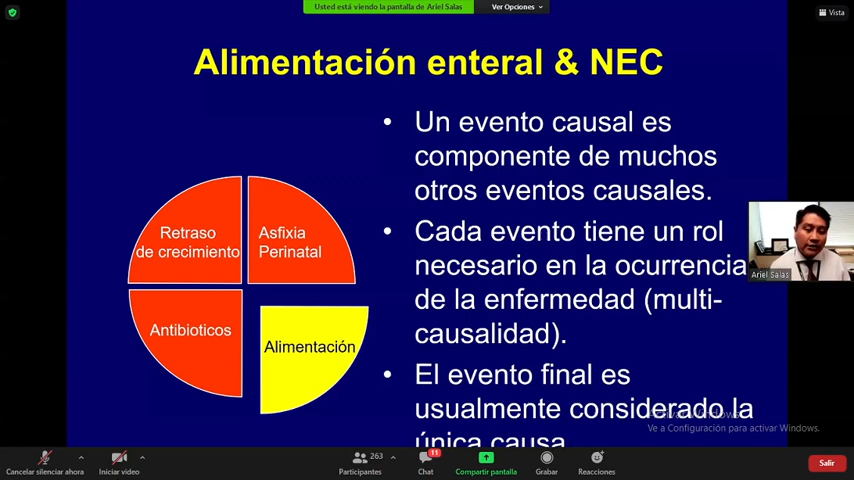 Usted está viendo la pantalla de Ariel Salas
Ver Opciones
Vista
Alimentación enteral & NEC
Retraso
de crecimiento
Asfixia
Perinatal
Antibioticos
Alimentación
• Un evento causal es
componente de muchos
otros eventos causales.
• Cada evento tiene un rol
necesario en la ocurrencia
de la enfermedad (multi-
causalidad).
• El evento final es
usualmente considerado la
única causa
Ariel Salas
Activar Windows
Ve a Configuración para activar Windows.
Cancelar silenciar ahora
Iniciar video
263
Participantes
11
Chat
Compartir pantalla
Grabar
Reacciones
Salir